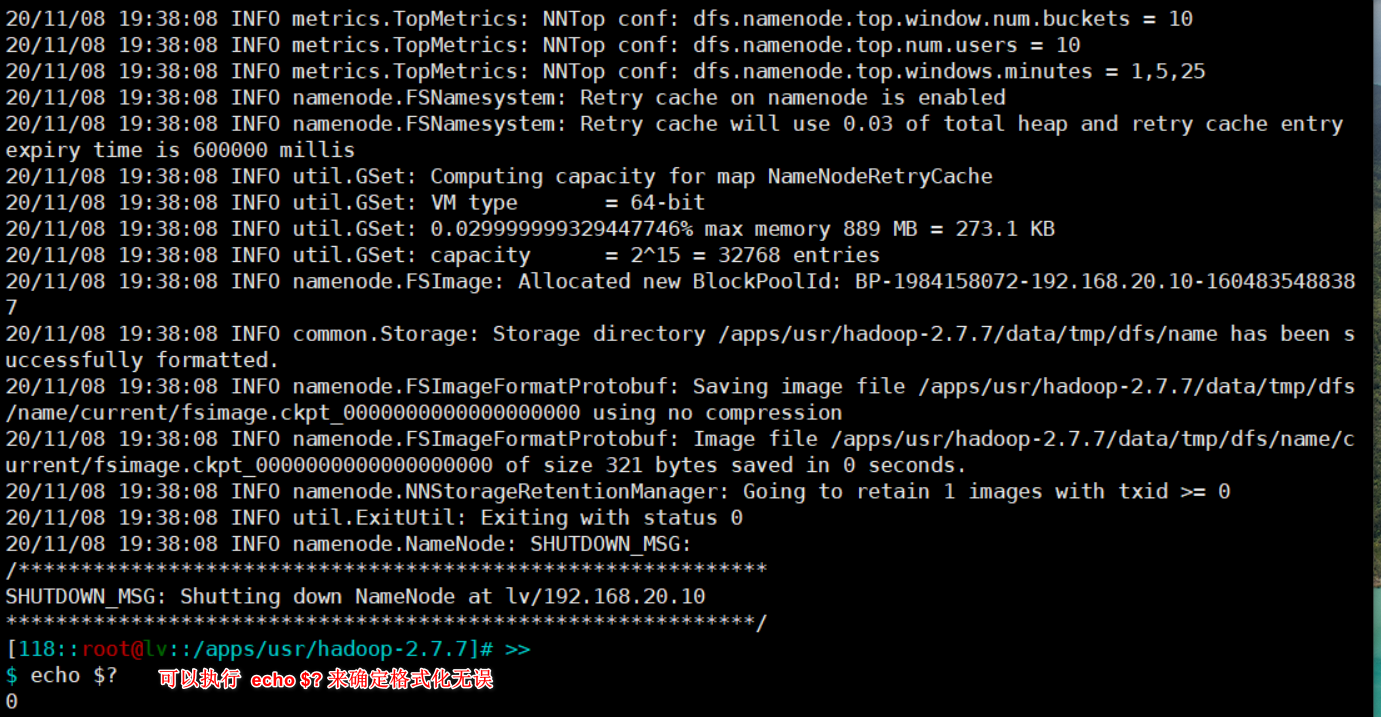 20/11/08 19:38:08 INFO metrics.TopMetrics: NNTop conf: dfs.namenode.top.window.num.buckets = 10
20/11/08 19:38:08 INFO metrics.TopMetrics: NNTop conf: dfs.namenode.top.num.users = 10
20/11/08 19:38:08 INFO metrics.TopMetrics: NNTop conf: dfs.namenode.top.windows.minutes = 1,5,25
20/11/08 19:38:08 INFO namenode.FSNamesystem: Retry cache on namenode is enabled
20/11/08 19:38:08 INFO namenode.FSNamesystem: Retry cache will use 0.03 of total heap and retry cache entry
expiry time is 600000 millis
20/11/08 19:38:08 INFO util.GSet: Computing capacity for map NameNodeRetryCache
20/11/08 19:38:08 INFO util.GSet: VM type       = 64-bit
20/11/08 19:38:08 INFO util.GSet: 0.029999999329447746% max memory 889 MB = 273.1 KB
20/11/08 19:38:08 INFO util.GSet: capacity      = 2^15 = 32768 entries
20/11/08 19:38:08 INFO namenode.FSImage: Allocated new BlockPoolId: BP-1984158072-192.168.20.10-160483548838
7
20/11/08 19:38:08 INFO common.Storage: Storage directory /apps/usr/hadoop-2.7.7/data/tmp/dfs/name has been s
uccessfully formatted.
20/11/08 19:38:08 INFO namenode.FSImageFormatProtobuf: Saving image file /apps/usr/hadoop-2.7.7/data/tmp/dfs
/name/current/fsimage.ckpt_0000000000000000000 using no compression
20/11/08 19:38:08 INFO namenode.FSImageFormatProtobuf: Image file /apps/usr/hadoop-2.7.7/data/tmp/dfs/name/c
urrent/fsimage.ckpt_0000000000000000000 of size 321 bytes saved in 0 seconds.
20/11/08 19:38:08 INFO namenode.NNStorageRetentionManager: Going to retain 1 images with txid >= 0
20/11/08 19:38:08 INFO util.ExitUtil: Exiting with status 0
20/11/08 19:38:08 INFO namenode.NameNode: SHUTDOWN_MSG:
/************************************************************
SHUTDOWN_MSG: Shutting down NameNode at lv/192.168.20.10
************************************************************/
[118::root@lv::/apps/usr/hadoop-2.7.7]# >>
$ echo $? 可以执行 echo $? 来确定格式化无误
0